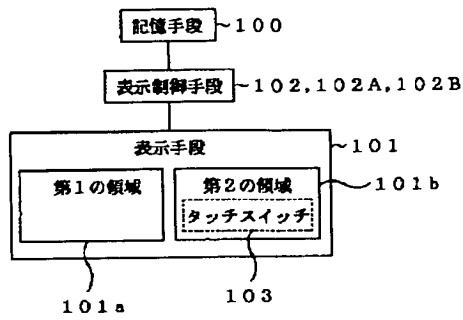 記憶手段 100
表示制御手段 102,102A,102B
表示手段 101
第1の領域 第2の領域 101b
タッチスイッチ
101a 103